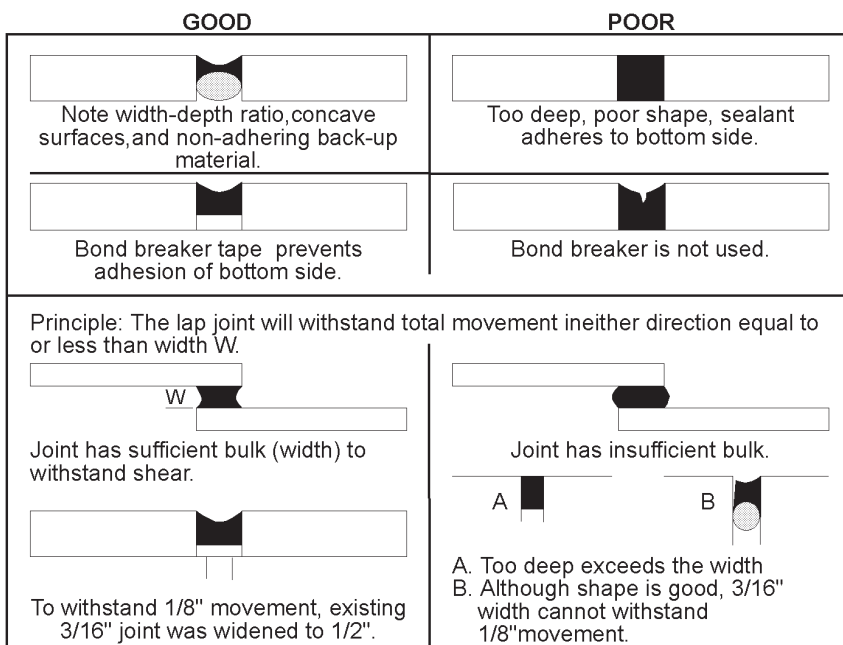 GOOD
POOR
Note width-depth ratio,concave
surfaces,and non-adhering back-up
material.
Too deep, poor shape, sealant
adheres to bottom side.
Bond breaker tape prevents
adhesion of bottom side.
Bond breaker is not used.
Principle: The lap joint will withstand total movement ineither direction equal to
or less than width W.
W
Joint has sufficient bulk (width) to
withstand shear.
Joint has insufficient bulk.
A
B
To withstand 1/8" movement, existing
3/16" joint was widened to 1/2".
A. Too deep exceeds the width
B. Although shape is good, 3/16"
width cannot withstand
1/8"movement.